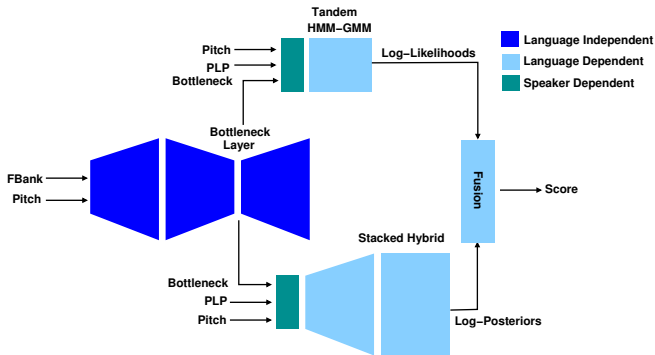 Tandem
HMM−GMM
Pitch
PLP
Bottleneck
Log−Likelihoods
Language Independent
Language Dependent
Speaker Dependent
Bottleneck
Layer
FBank
Pitch
Fusion
Score
Stacked Hybrid
Bottleneck
PLP
Pitch
Log−Posteriors